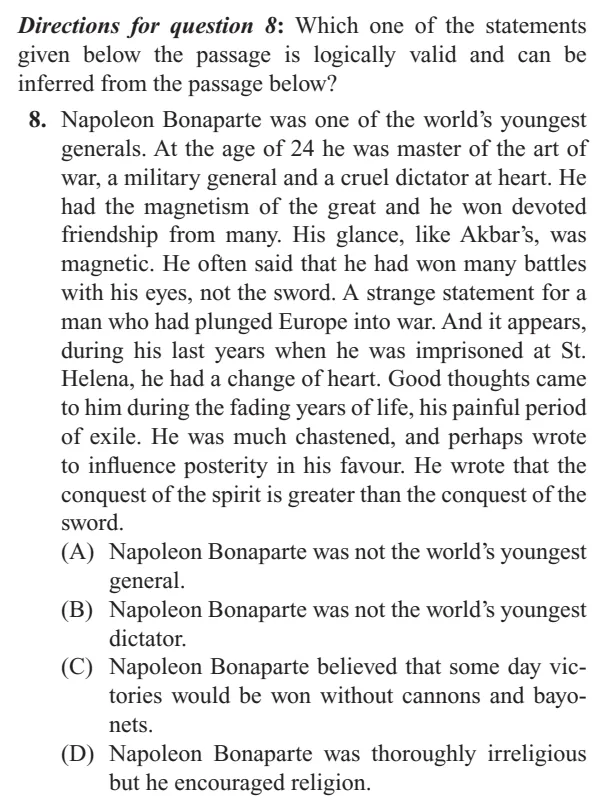 Directions for question 8: Which one of the statements
given below the passage is logically valid and can be
inferred from the passage below?
8. Napoleon Bonaparte was one of the world’s youngest
generals. At the age of 24 he was master of the art of
war, a military general and a cruel dictator at heart. He
had the magnetism of the great and he won devoted
friendship from many. His glance, like Akbar’s, was
magnetic. He often said that he had won many battles
with his eyes, not the sword. A strange statement for a
man who had plunged Europe into war. And it appears,
during his last years when he was imprisoned at St.
Helena, he had a change of heart. Good thoughts came
to him during the fading years of life, his painful period
of exile. He was much chastened, and perhaps wrote
to influence posterity in his favour. He wrote that the
conquest of the spirit is greater than the conquest of the
sword.
(A) Napoleon Bonaparte was not the world’s youngest
general.
(B) Napoleon Bonaparte was not the world’s youngest
dictator.
(C) Napoleon Bonaparte believed that some day vic-
tories would be won without cannons and bayo-
nets.
(D) Napoleon Bonaparte was thoroughly irreligious
but he encouraged religion.